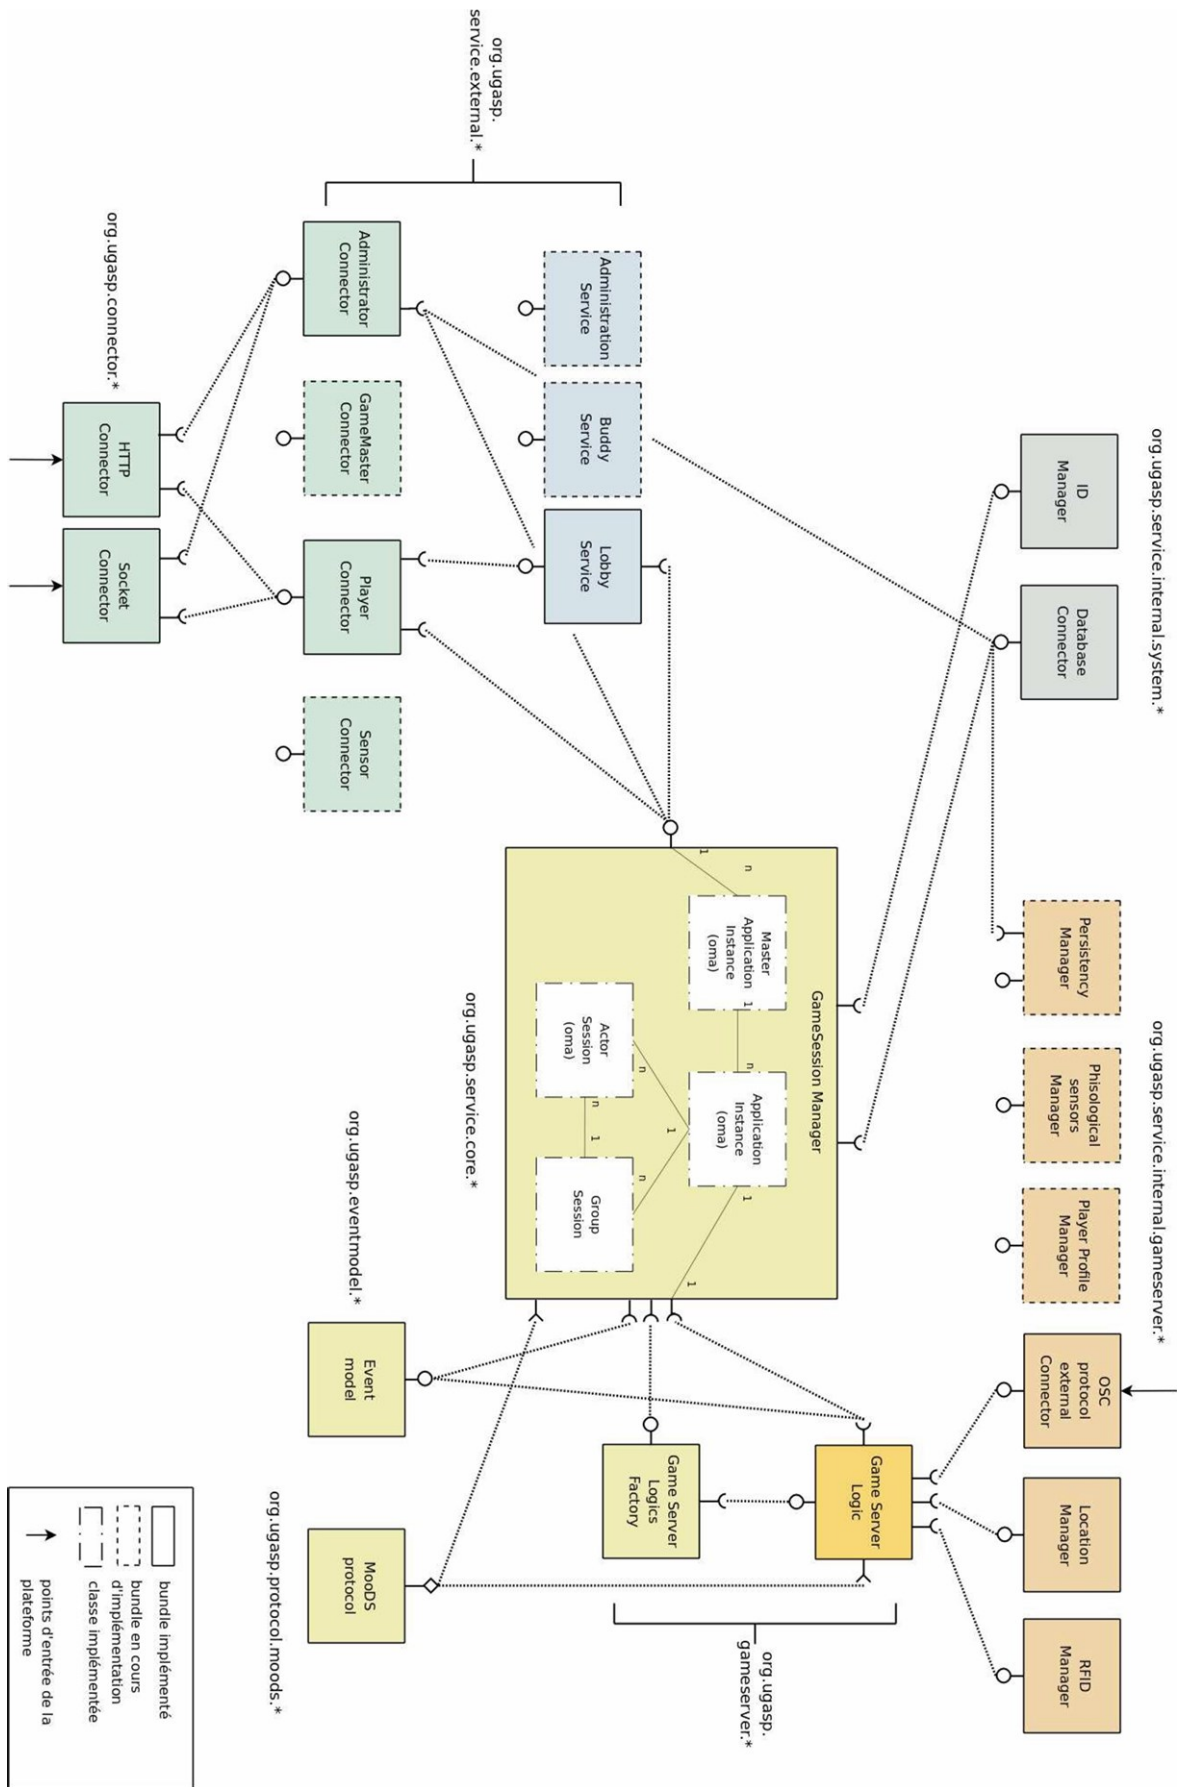 org.ugasp.service.internal.system.*
org.ugasp.service.internal.gameserver.*
ID
Manager
Database
Connector
Persistency
Manager
Phisological
sensors
Manager
Player Profile
Manager
OSC
protocol
external
Connector
Location
Manager
RFID
Manager
GameSession Manager
Game Server
Logic
org.ugasp.
gameserver.*
n
1
Master
Application
Instance
(oma)
1
n
Application
Instance
(oma)
1
1
1
n
n
Actor
Session
(oma)
n
1
Group
Session
Game Server
Logics
Factory
Administration
Service
Buddy
Service
Lobby
Service
org.ugasp.
service.external.*
org.ugasp.service.core.*
Administrator
Connector
GameMaster
Connector
Player
Connector
Sensor
Connector
org.ugasp.eventmodel.*
Event
model
MooDS
protocol
org.ugasp.protocol.moods.*
org.ugasp.connector.*
HTTP
Connector
Socket
Connector
bundle implémenté
bundle en cours
d'implémentation
classe implémentée
points d'entrée de la
plateforme